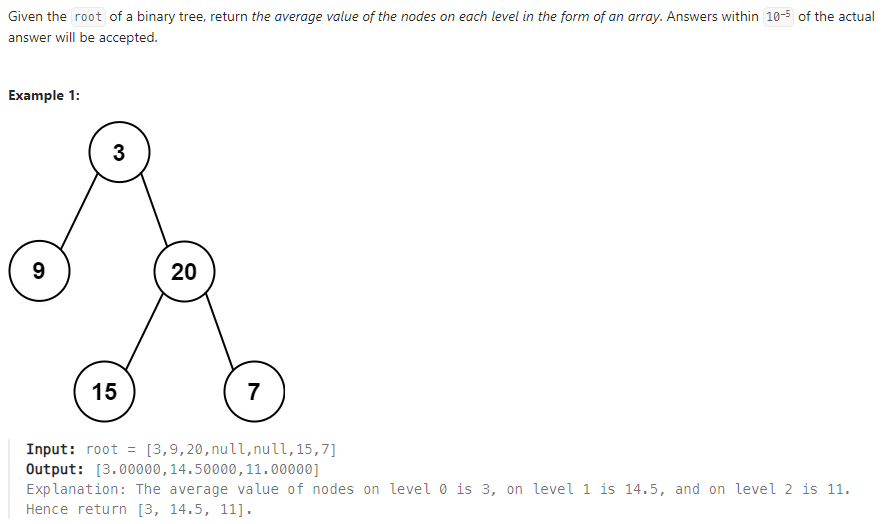 Given the root of a binary tree, return the average value of the nodes on each level in the form of an array. Answers within 10⁻⁵ of the actual
answer will be accepted.
Example 1:
3
9
20
15
7
Input: root = [3,9,20,null,null,15,7]
Output: [3.00000,14.50000,11.00000]
Explanation: The average value of nodes on level 0 is 3, on level 1 is 14.5, and on level 2 is 11.
Hence return [3, 14.5, 11].